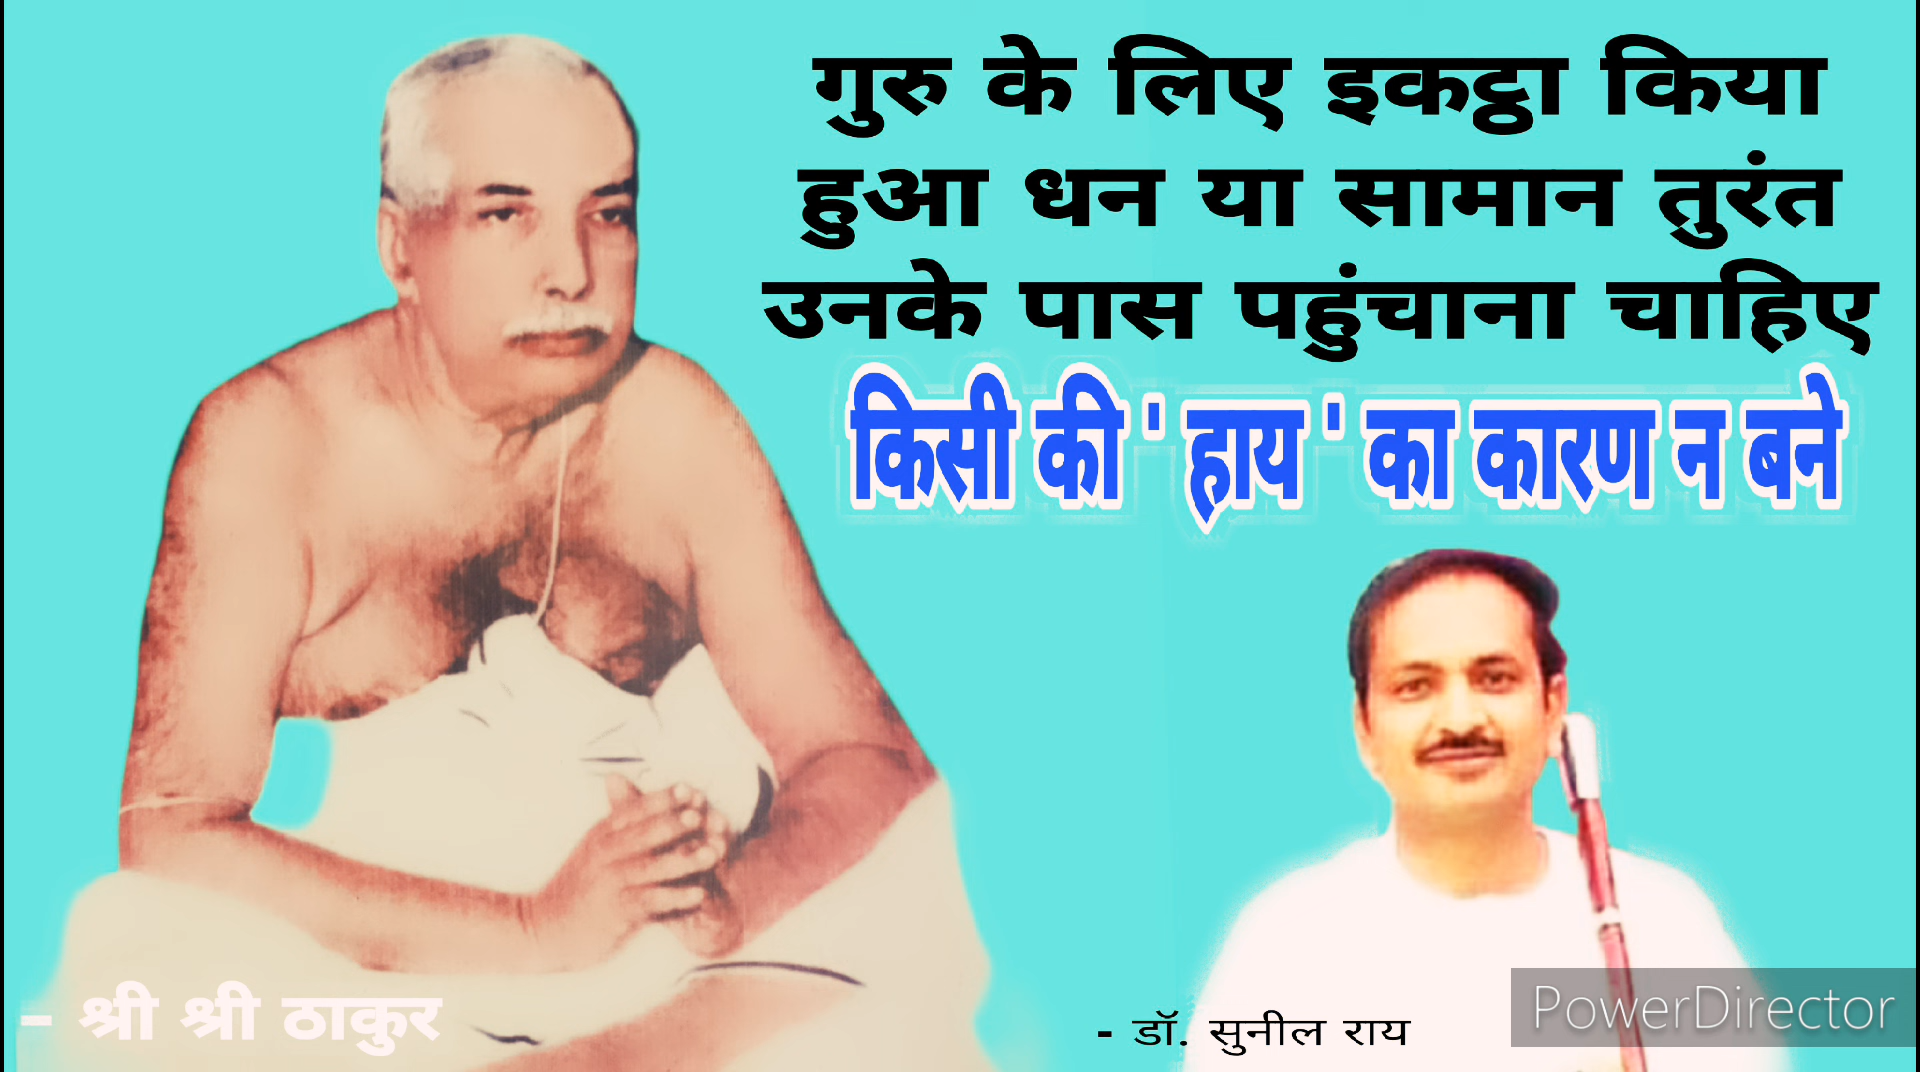 गुरु के लिए इकट्ठा किया
हुआ धन या सामान तुरंत
उनके पास पहुंचाना चाहिए
किसी की ' हाय ' का कारण न बने
- श्री श्री ठाकुर
- डॉ. सुनील राय
PowerDirector